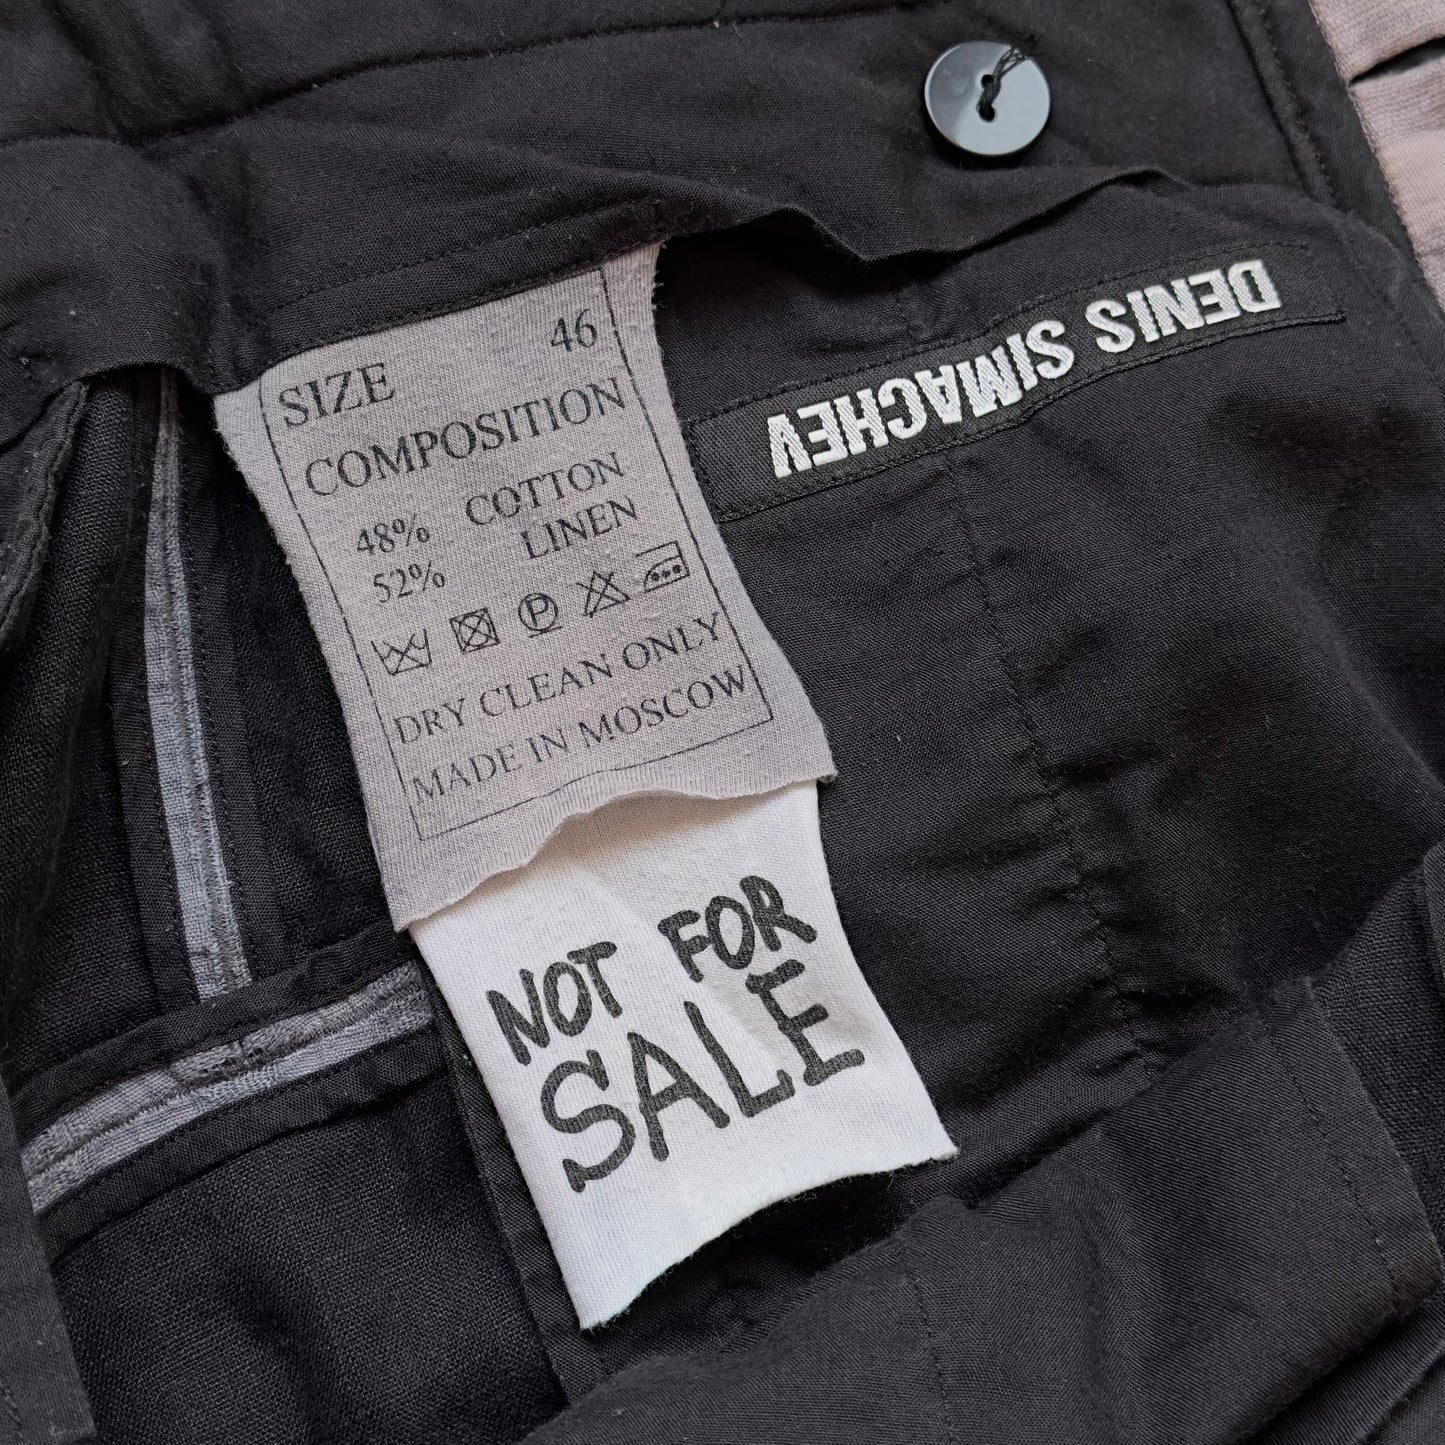 SIZE 46
COMPOSITION
48% COTTON
52% LINEN
P
DRY CLEAN ONLY
MADE IN MOSCOW
NOT FOR
SALE
DENIS SIMACHEV